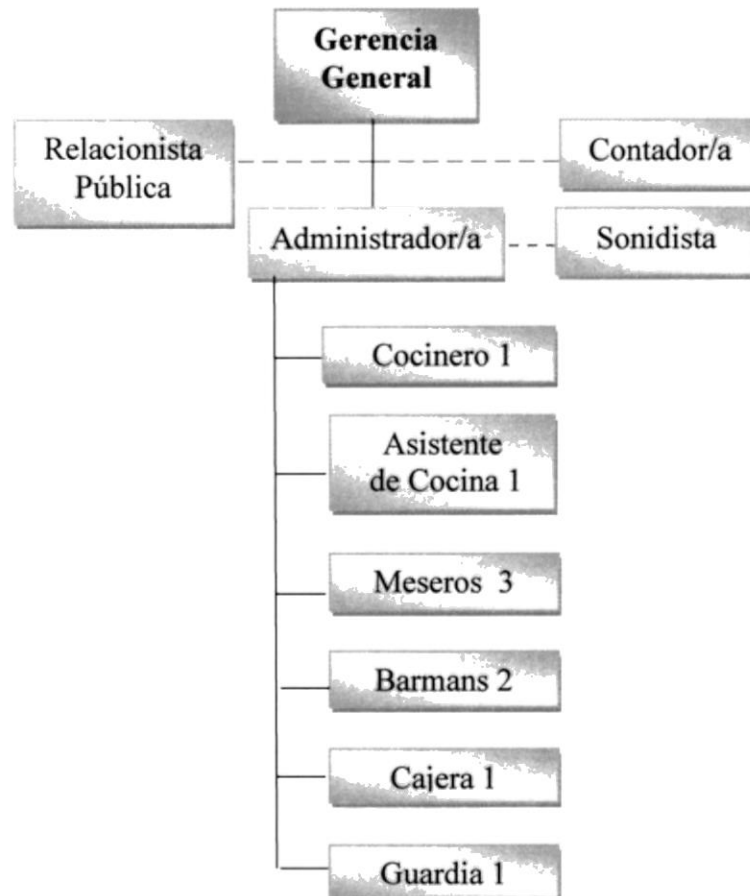 Gerencia
General
Relacionista
Pública
Contador/a
Administrador/a
Sonidista
Cocinero 1
Asistente
de Cocina 1
Meseros 3
Barmans 2
Cajera 1
Guardia 1